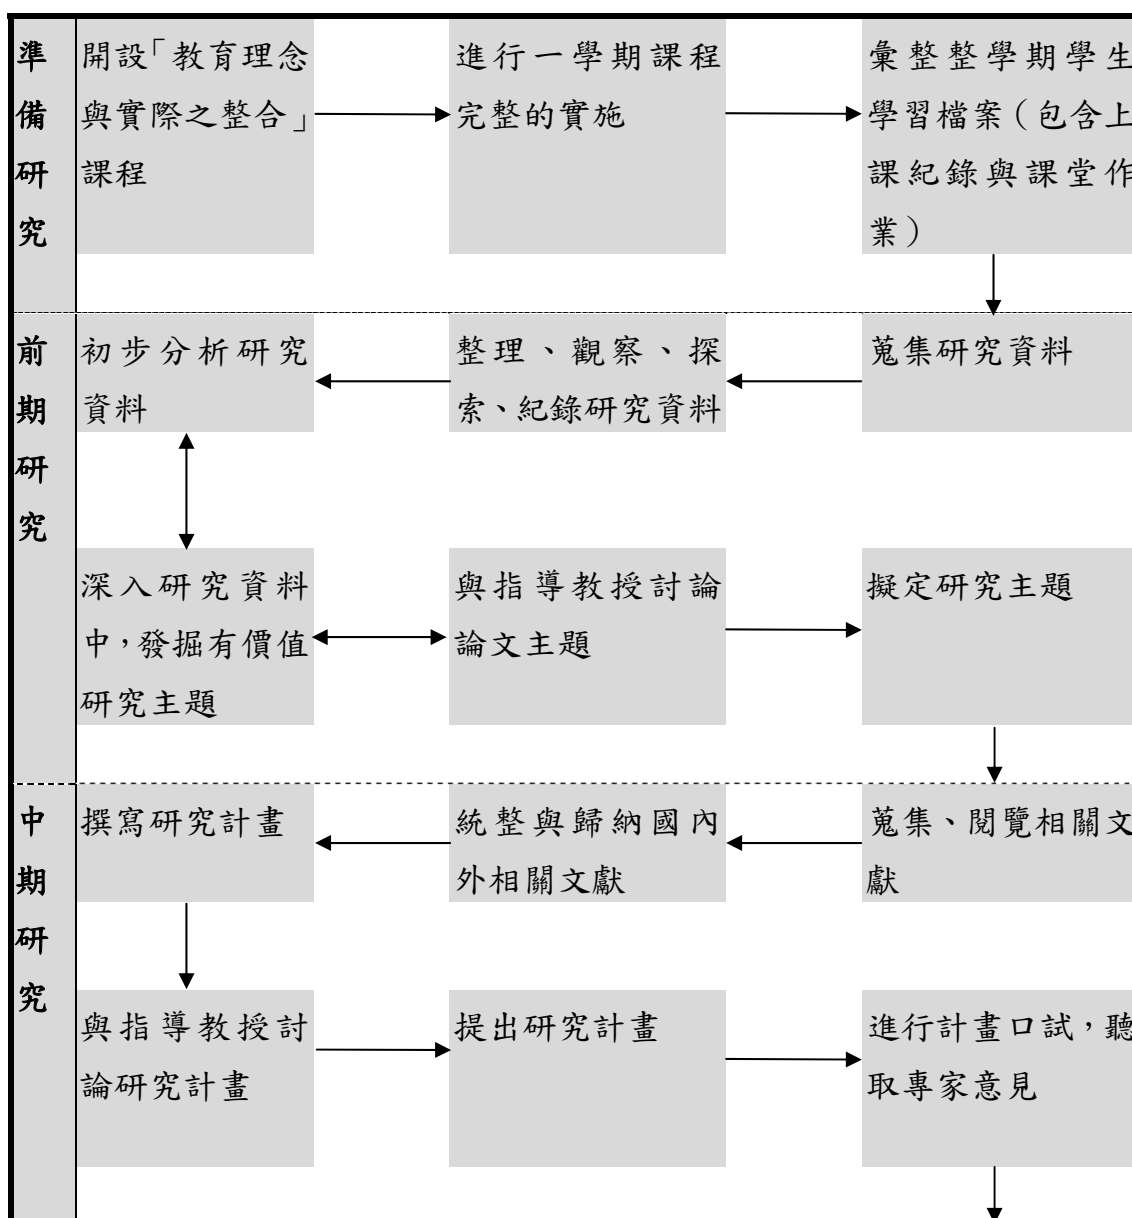 準備研究
開設「教育理念
與實際之整合」
課程
進行一學期課程
完整的實施
彙整整學期學生
學習檔案（包含上
課紀錄與課堂作
業）
前期研究
初步分析研究
資料
整理、觀察、探
索、紀錄研究資料
蒐集研究資料
深入研究資料
中，發掘有價值
研究主題
與指導教授討論
論文主題
擬定研究主題
中期研究
撰寫研究計畫
統整與歸納國內
外相關文獻
蒐集、閱覽相關文
獻
與指導教授討
論研究計畫
提出研究計畫
進行計畫口試，聽
取專家意見